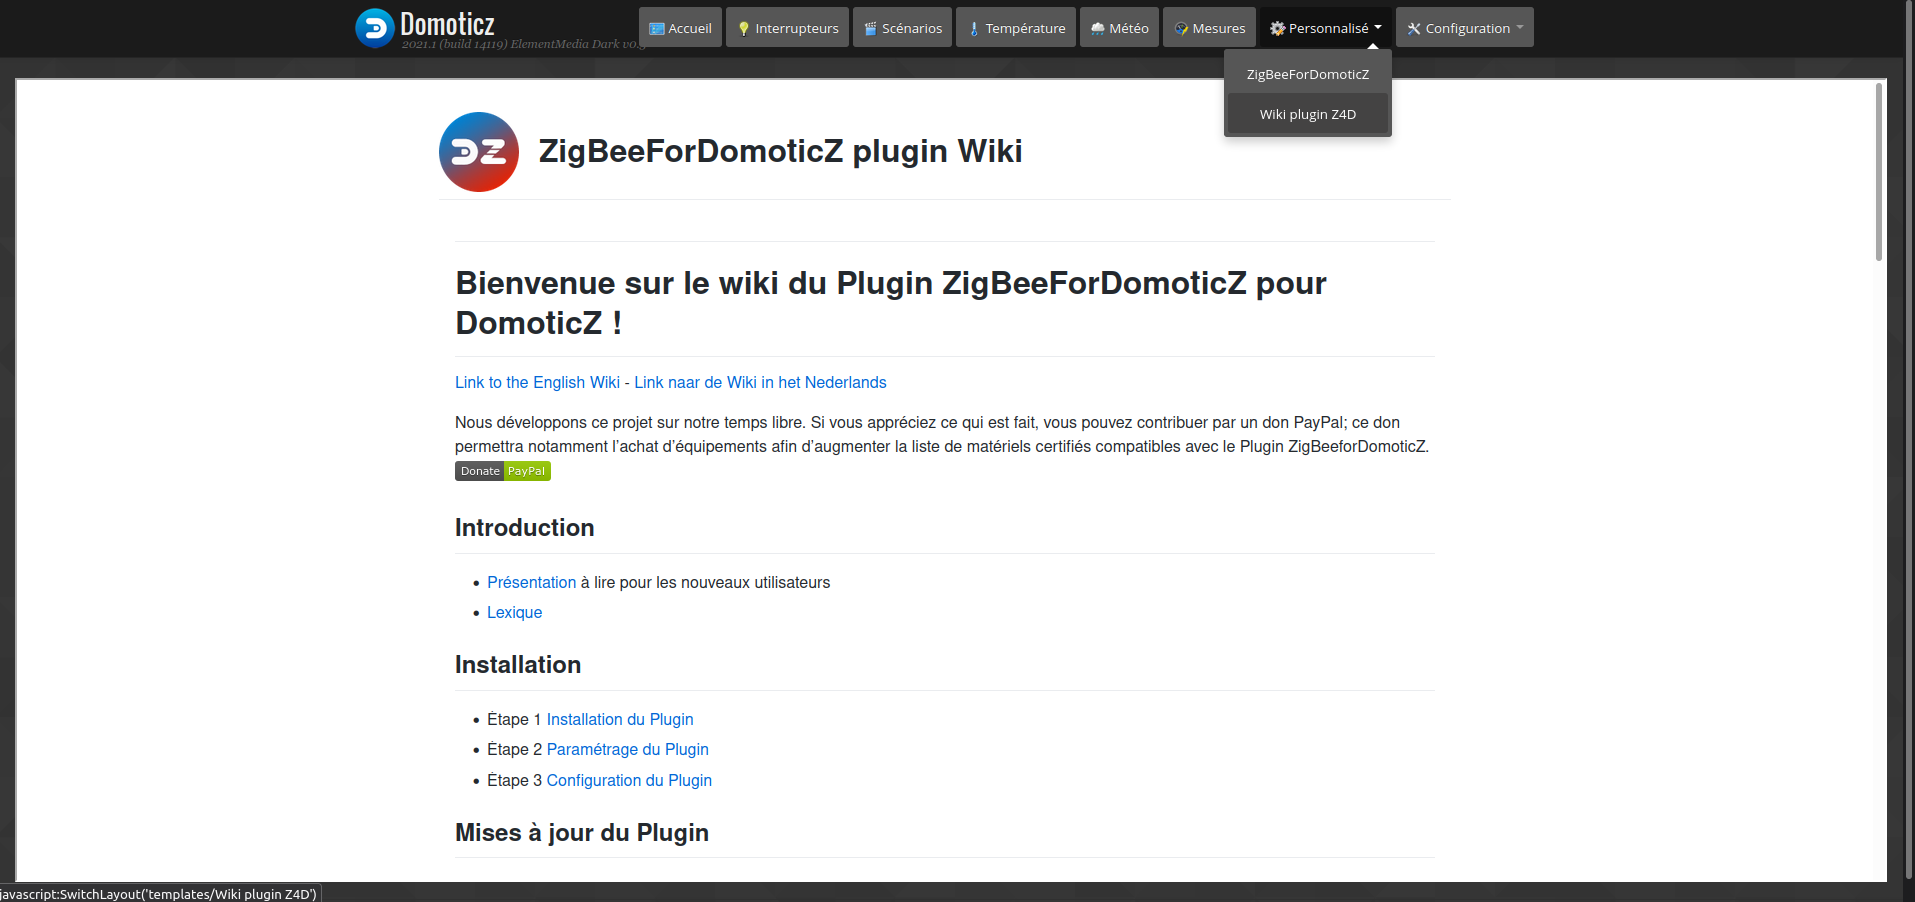 Domoticz
2021.1 (build 14119) ElementMedia Dark v0.
Accueil
Interrupteurs
Scénarios
Température
Météo
Mesures
Personnalisé
Configuration
ZigBeeForDomoticZ
Wiki plugin Z4D
DZ
ZigBeeForDomoticZ plugin Wiki
Bienvenue sur le wiki du Plugin ZigBeeForDomoticZ pour
DomoticZ !
Link to the English Wiki - Link naar de Wiki in het Nederlands
Nous développons ce projet sur notre temps libre. Si vous appréciez ce qui est fait, vous pouvez contribuer par un don PayPal; ce don
permettra notamment l’achat d’équipements afin d’augmenter la liste de matériels certifiés compatibles avec le Plugin ZigBeeforDomoticZ.
Donate PayPal
Introduction
• Présentation à lire pour les nouveaux utilisateurs
• Lexique
Installation
• Étape 1 Installation du Plugin
• Étape 2 Paramétrage du Plugin
• Étape 3 Configuration du Plugin
Mises à jour du Plugin
javascript:SwitchLayout('templates/Wiki plugin Z4D')